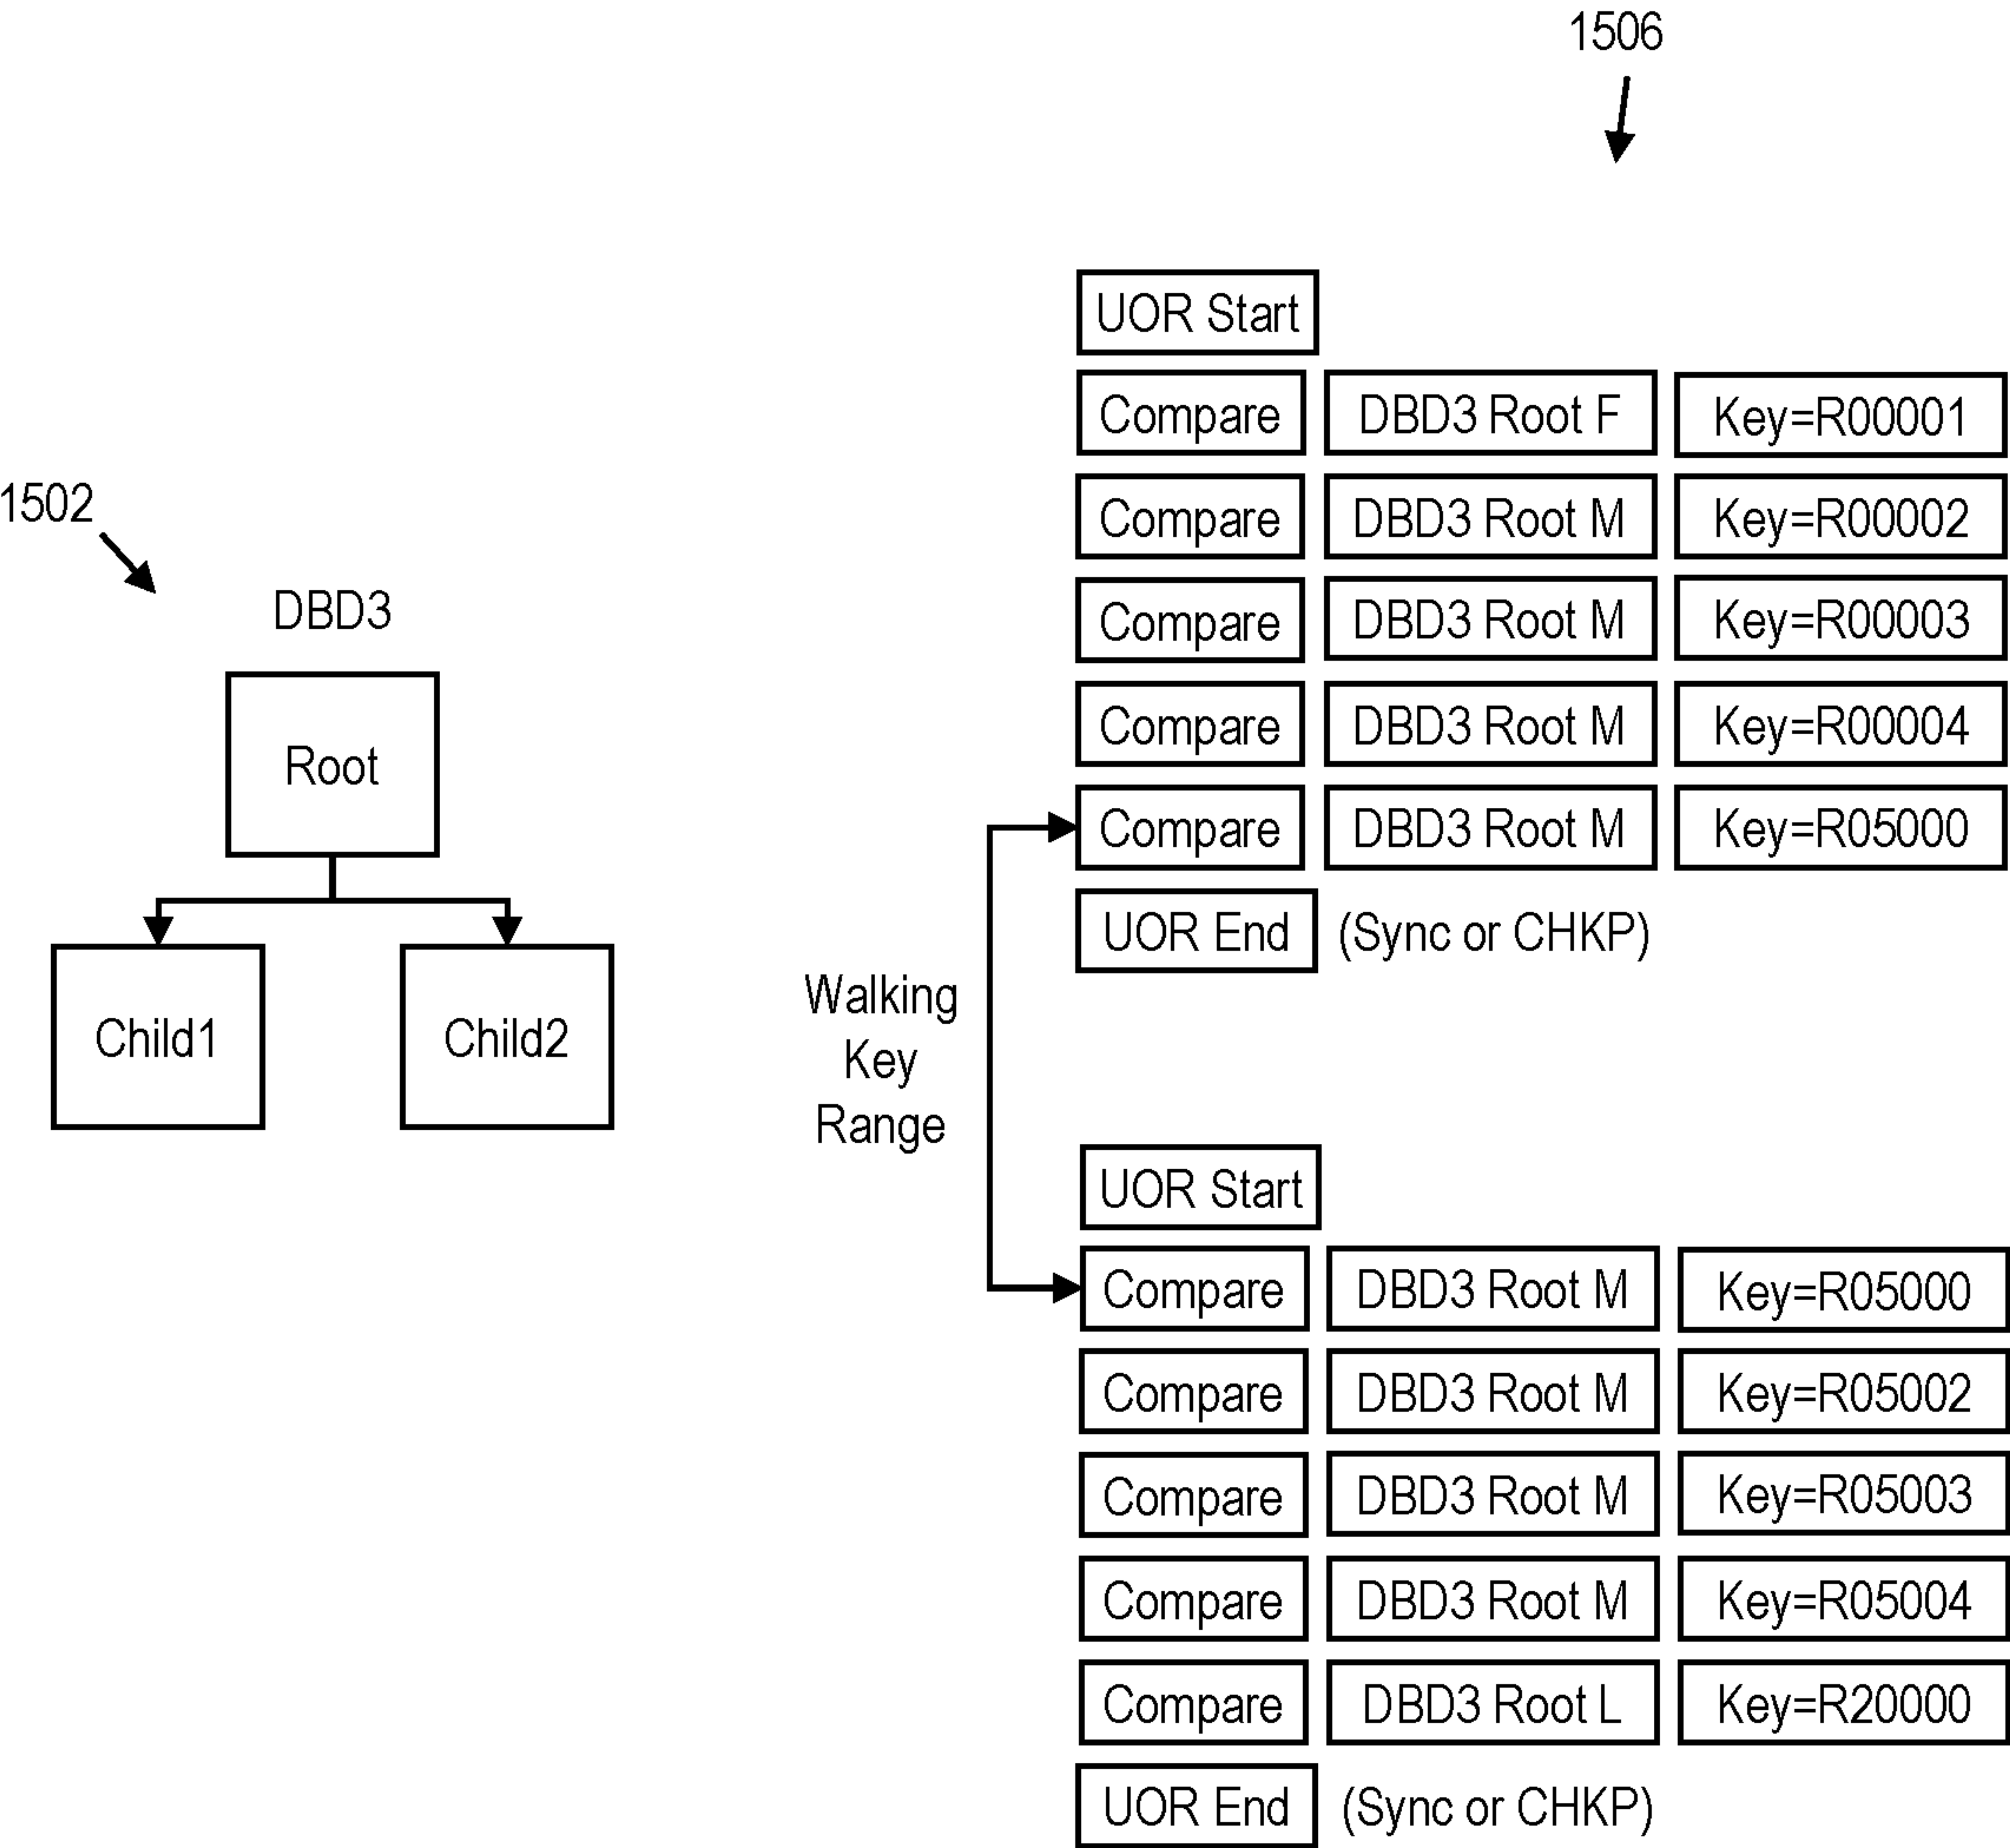 1506
1502
DBD3
Root
Child1 Child2
UOR Start
Compare DBD3 Root F Key=R00001
Compare DBD3 Root M Key=R00002
Compare DBD3 Root M Key=R00003
Compare DBD3 Root M Key=R00004
Compare DBD3 Root M Key=R05000
UOR End (Sync or CHKP)
Walking
Key
Range
UOR Start
Compare DBD3 Root M Key=R05000
Compare DBD3 Root M Key=R05002
Compare DBD3 Root M Key=R05003
Compare DBD3 Root M Key=R05004
Compare DBD3 Root L Key=R20000
UOR End (Sync or CHKP)